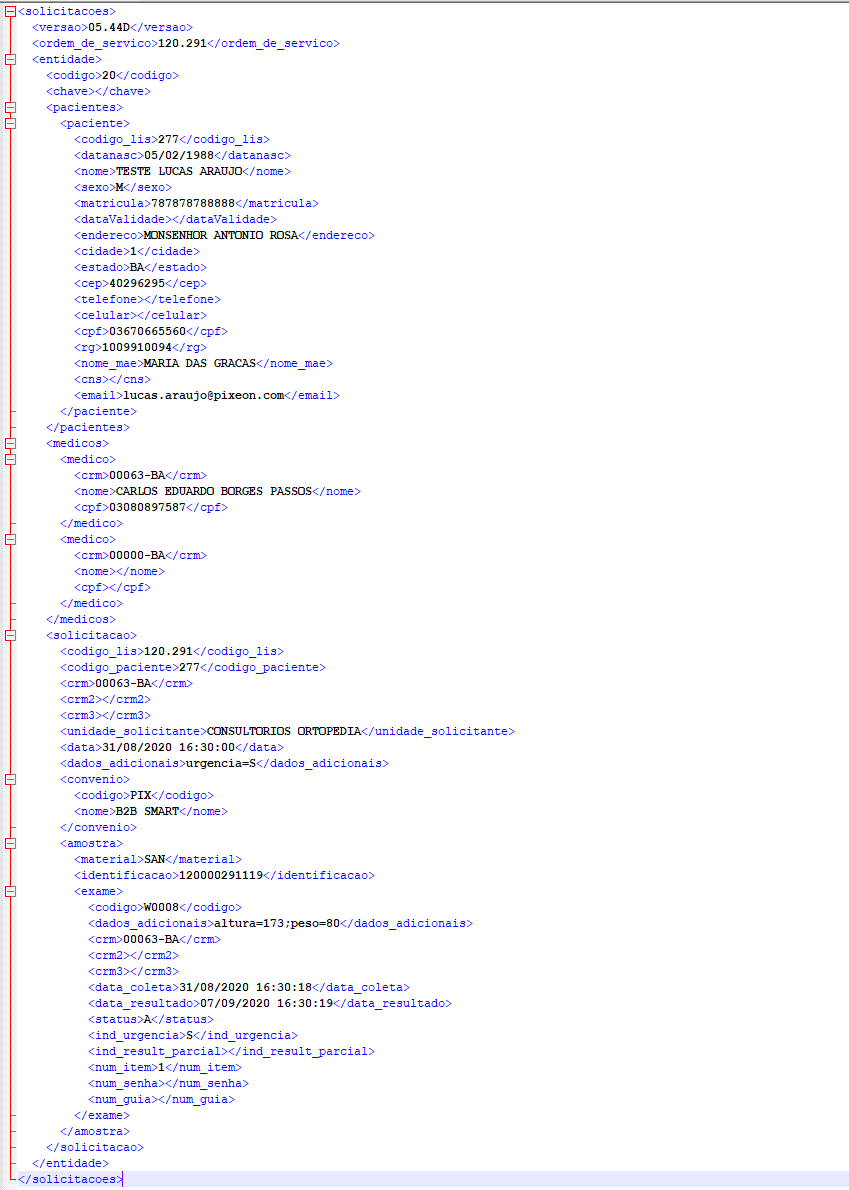 <solicitacoes>
<versao>05.44D</versao>
<ordem_de_servico>120.291</ordem_de_servico>
<entidade>
<codigo>20</codigo>
<chave></chave>
<pacientes>
<paciente>
<codigo_lis>277</codigo_lis>
<datanasc>05/02/1988</datanasc>
<nome>TESTE LUCAS ARAUJO</nome>
<sexo>M</sexo>
<matricula>787878788888</matricula>
<dataValidade></dataValidade>
<endereco>MONSENHOR ANTONIO ROSA</endereco>
<cidade>1</cidade>
<estado>BA</estado>
<cep>40296295</cep>
<telefone></telefone>
<celular></celular>
<cpf>03670665560</cpf>
<rg>1009910094</rg>
<nome_mae>MARIA DAS GRACAS</nome_mae>
<cns></cns>
<email>lucas.araujo@pixeon.com</email>
</paciente>
</pacientes>
<medicos>
<medico>
<crm>00063-BA</crm>
<nome>CARLOS EDUARDO BORGES PASSOS</nome>
<cpf>03080897587</cpf>
</medico>
<medico>
<crm>00000-BA</crm>
<nome></nome>
<cpf></cpf>
</medico>
</medicos>
<solicitacao>
<codigo_lis>120.291</codigo_lis>
<codigo_paciente>277</codigo_paciente>
<crm>00063-BA</crm>
<crm2></crm2>
<crm3></crm3>
<unidade_solicitante>CONSULTORIOS ORTOPEDIA</unidade_solicitante>
<data>31/08/2020 16:30:00</data>
<dados_adicionais>urgencia=S</dados_adicionais>
<convenio>
<codigo>PIX</codigo>
<nome>B2B SMART</nome>
</convenio>
<amostra>
<material>SAN</material>
<identificacao>120000291119</identificacao>
<exame>
<codigo>W0008</codigo>
<dados_adicionais>altura=173;peso=80</dados_adicionais>
<crm>00063-BA</crm>
<crm2></crm2>
<crm3></crm3>
<data_coleta>31/08/2020 16:30:18</data_coleta>
<data_resultado>07/09/2020 16:30:19</data_resultado>
<status>A</status>
<ind_urgencia>S</ind_urgencia>
<ind_result_parcial></ind_result_parcial>
<num_item>1</num_item>
<num_senha></num_senha>
<num_guia></num_guia>
</exame>
</amostra>
</solicitacao>
</entidade>
</solicitacoes>